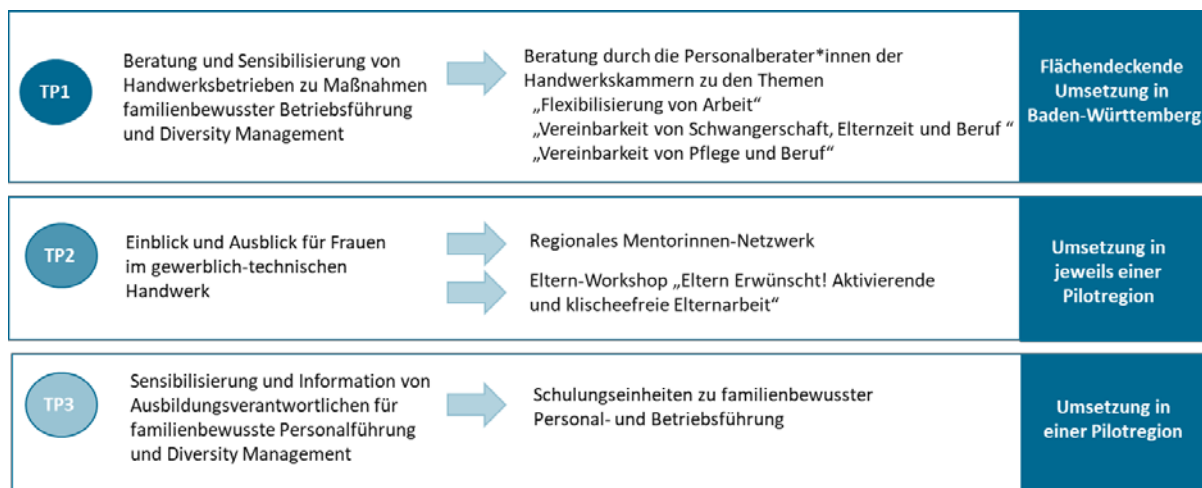 TP1
Beratung und Sensibilisierung von
Handwerksbetrieben zu Maßnahmen
familienbewusster Betriebsführung
und Diversity Management
Beratung durch die Personalberater*innen der
Handwerkskammern zu den Themen
„Flexibilisierung von Arbeit“
„Vereinbarkeit von Schwangerschaft, Elternzeit und Beruf “
„Vereinbarkeit von Pflege und Beruf“
Flächendeckende
Umsetzung in
Baden-Württemberg
TP2
Einblick und Ausblick für Frauen
im gewerblich-technischen
Handwerk
Regionales Mentorinnen-Netzwerk
Eltern-Workshop „Eltern Erwünscht! Aktivierende
und klischeefreie Elternarbeit“
Umsetzung in
jeweils einer
Pilotregion
TP3
Sensibilisierung und Information von
Ausbildungsverantwortlichen für
familienbewusste Personalführung
und Diversity Management
Schulungseinheiten zu familienbewusster
Personal- und Betriebsführung
Umsetzung in
einer Pilotregion